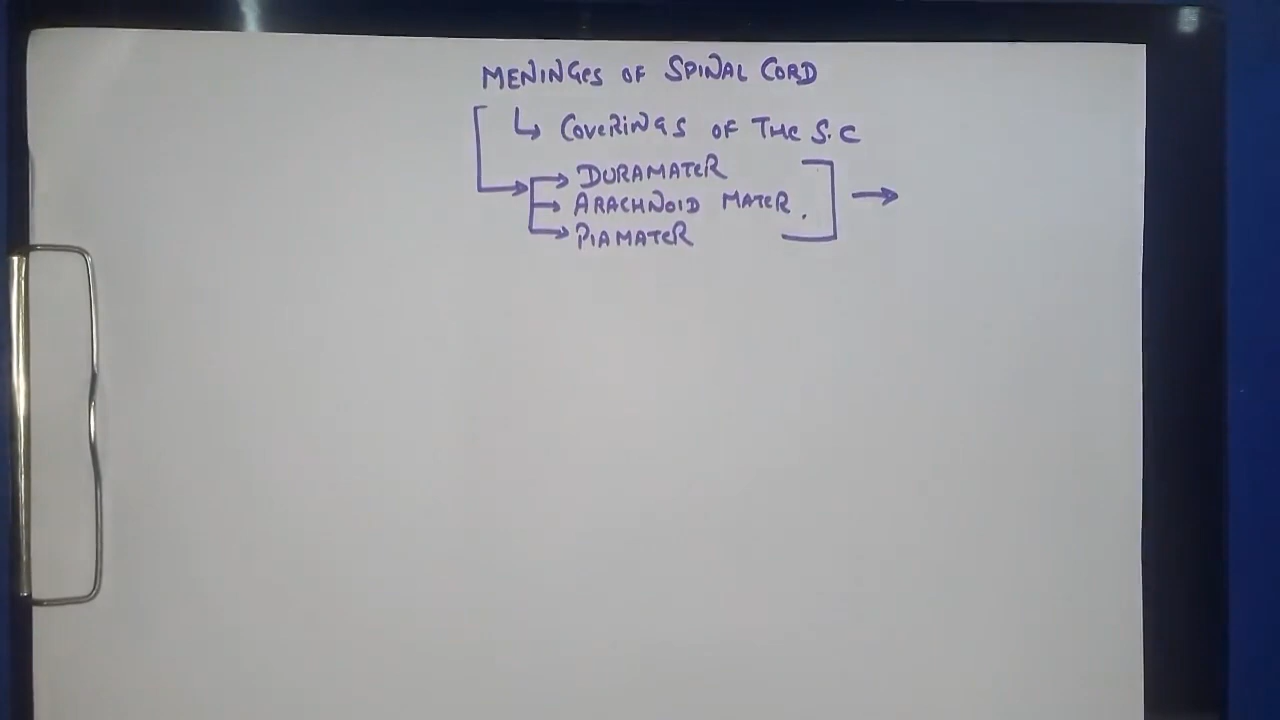 MENINGES OF SPINAL CORD
↳ COVERINGS OF THE S.C
→ DURAMATER
→ ARACHNOID MATER.
→ PIAMATER